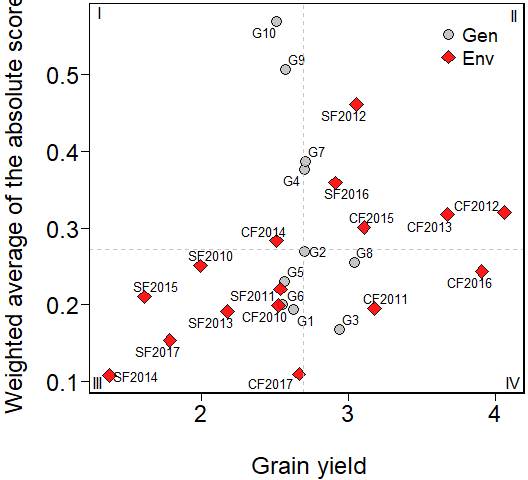 Weighted average of the absolute score
I
II
III
IV
Gen
Env
G10
G9
SF2012
G7
G4
SF2016
CF2012
CF2015
CF2013
CF2014
G2
G8
SF2010
CF2016
G5
SF2015
SF2011
G6
CF2011
CF2010
G1
SF2013
G3
SF2017
SF2014
CF2017
0.5
0.4
0.3
0.2
0.1
2
3
4
Grain yield